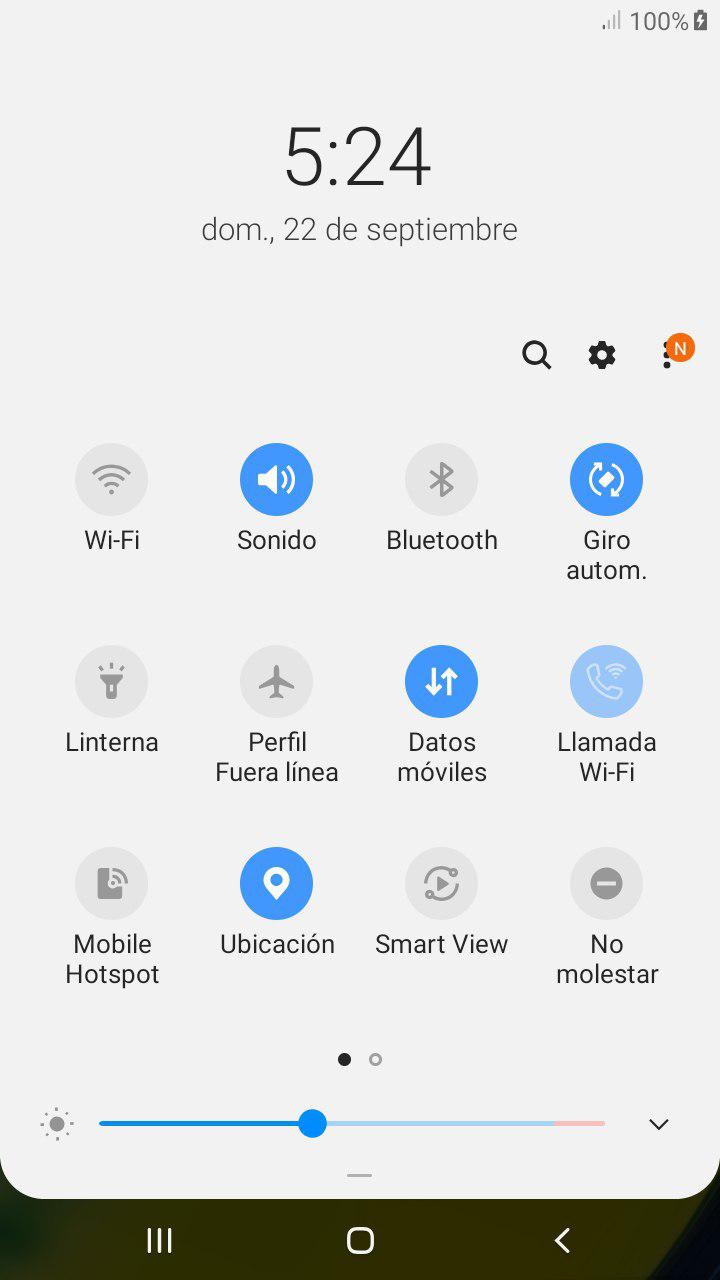 100%
5:24
dom., 22 de septiembre
N
Wi-Fi
Sonido
Bluetooth
Giro
autom.
Linterna
Perfil
Fuera línea
Datos
móviles
Llamada
Wi-Fi
Mobile
Hotspot
Ubicación
Smart View
No
molestar